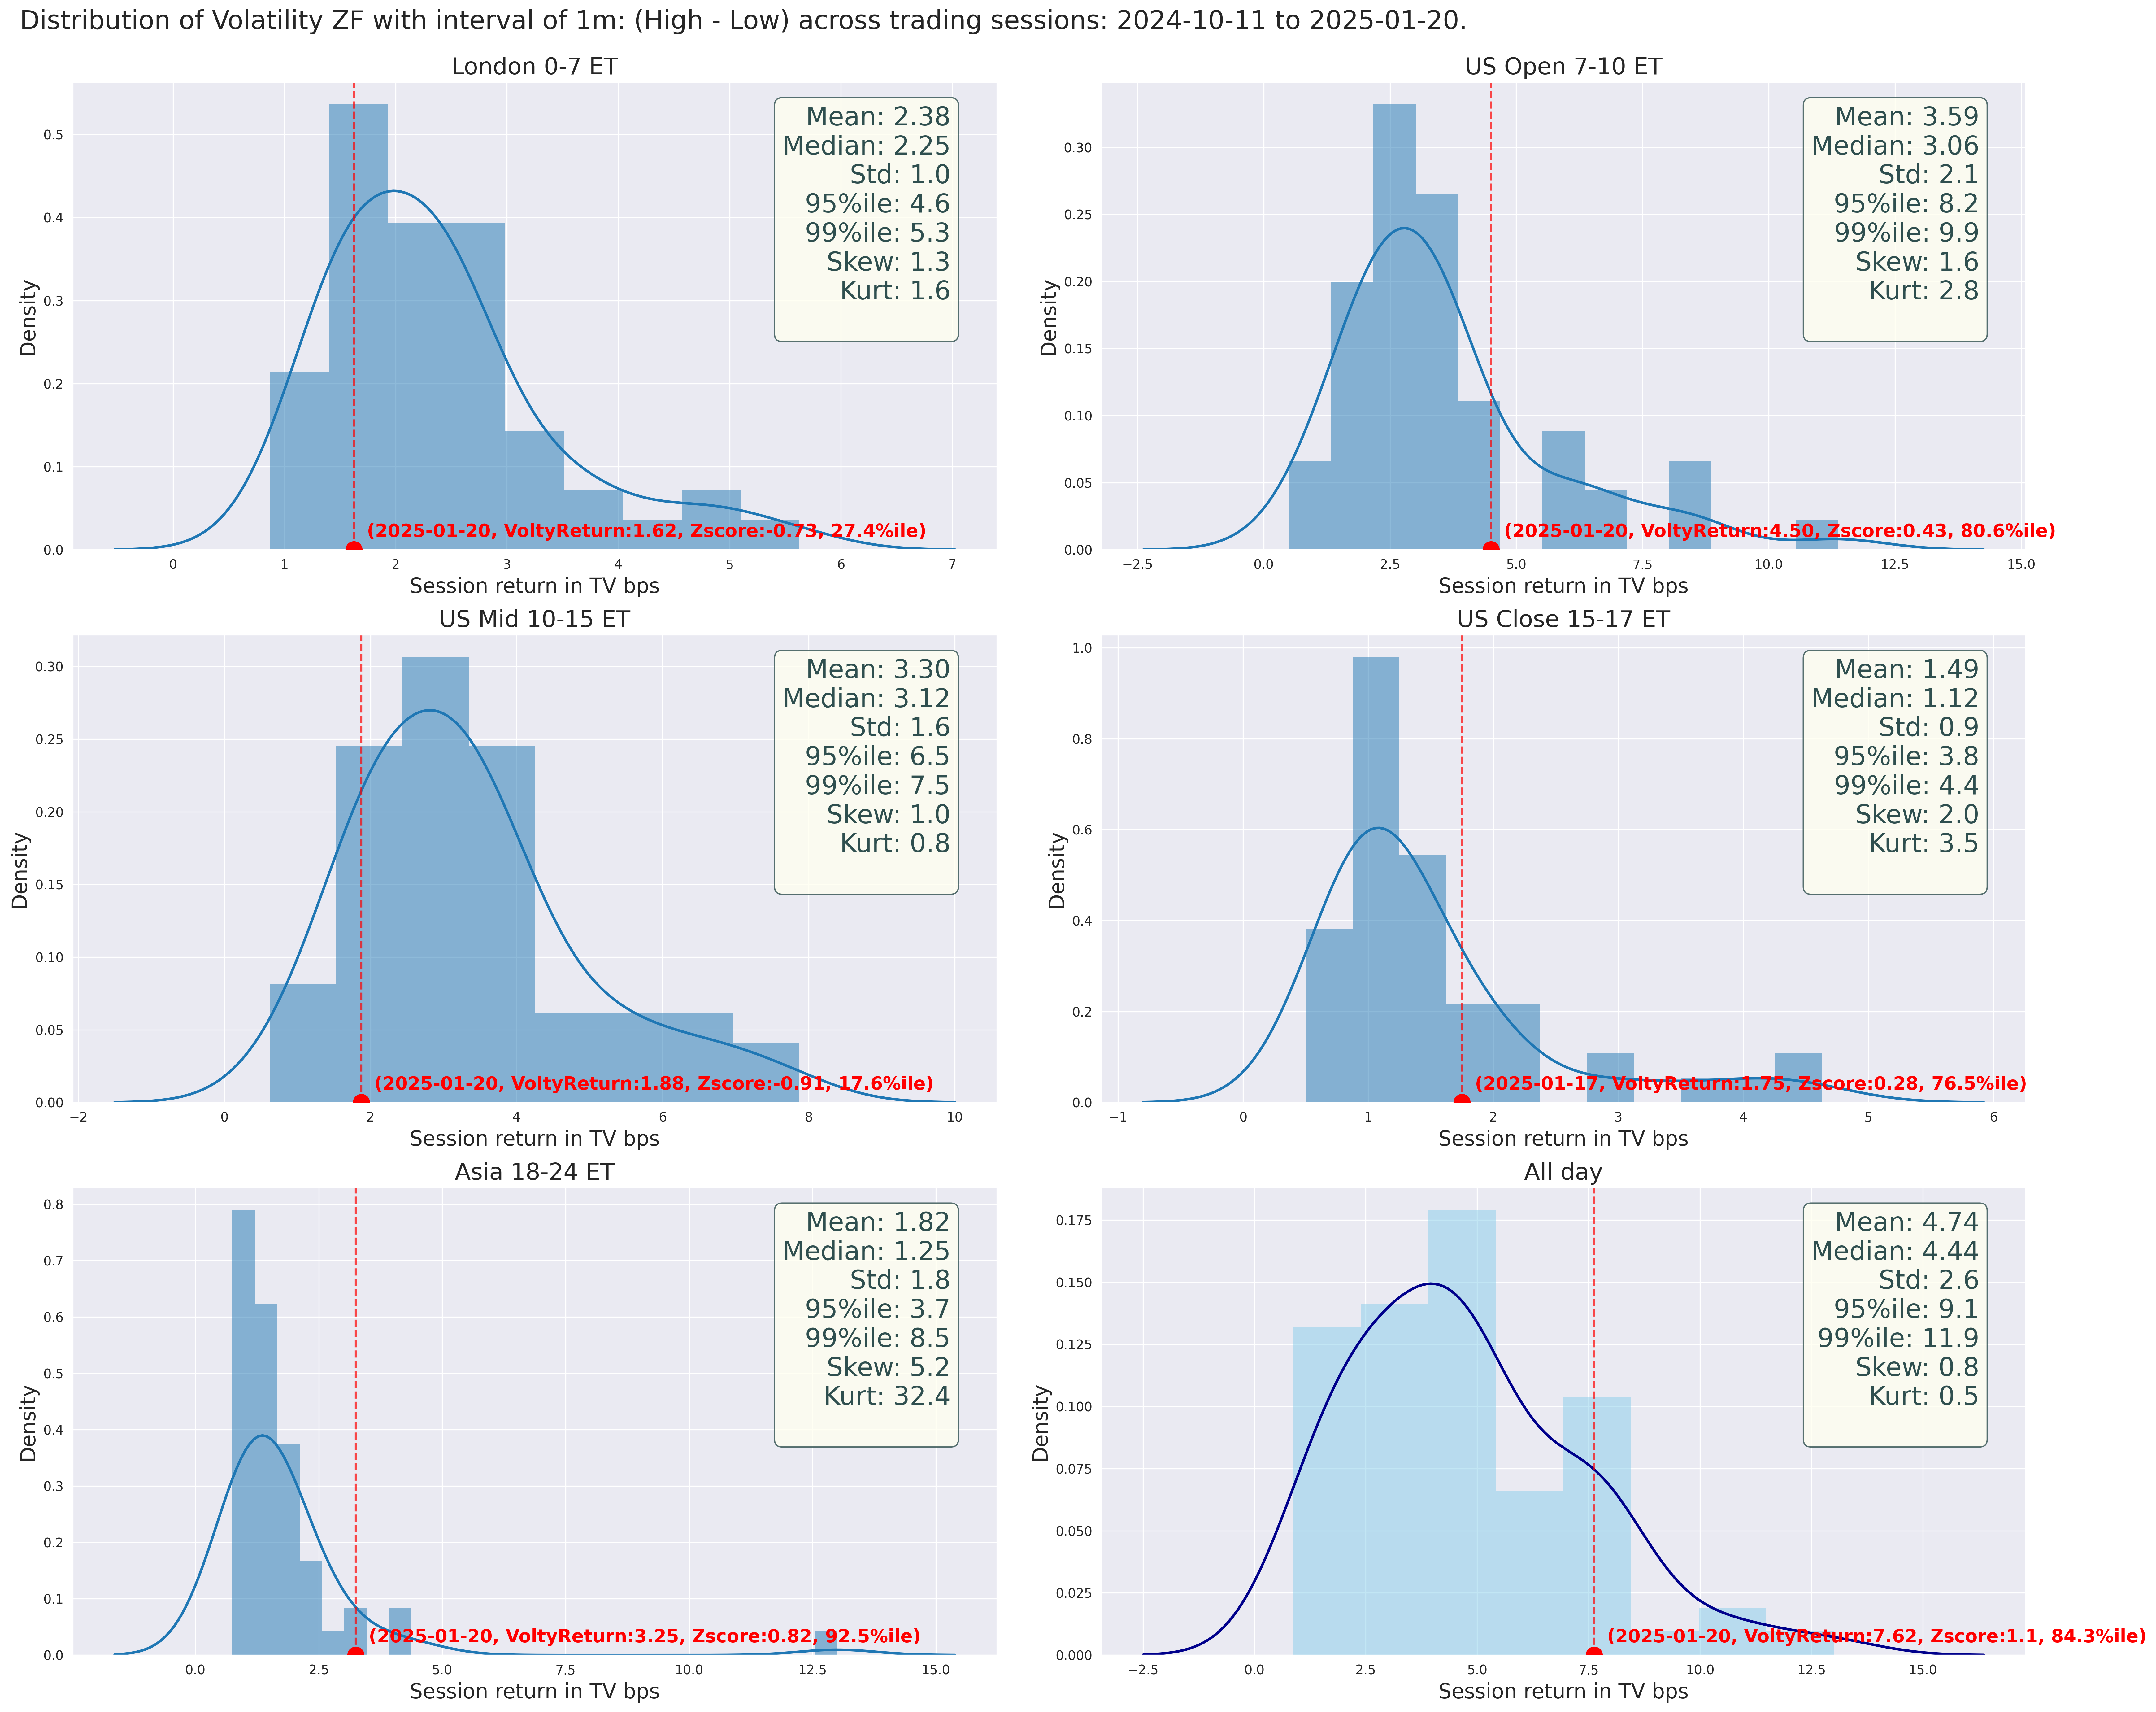 Distribution of Volatility ZF with interval of 1m: (High - Low) across trading sessions: 2024-10-11 to 2025-01-20.
London 0-7 ET
Density
0.5
0.4
0.3
0.2
0.1
0.0
Mean: 2.38
Median: 2.25
Std: 1.0
95%ile: 4.6
99%ile: 5.3
Skew: 1.3
Kurt: 1.6
(2025-01-20, VoltyReturn:1.62, Zscore:-0.73, 27.4%ile)
0 1 2 3 4 5 6 7
Session return in TV bps
US Open 7-10 ET
Density
0.30
0.25
0.20
0.15
0.10
0.05
0.00
Mean: 3.59
Median: 3.06
Std: 2.1
95%ile: 8.2
99%ile: 9.9
Skew: 1.6
Kurt: 2.8
(2025-01-20, VoltyReturn:4.50, Zscore:0.43, 80.6%ile)
−2.5 0.0 2.5 5.0 7.5 10.0 12.5 15.0
Session return in TV bps
US Mid 10-15 ET
Density
0.30
0.25
0.20
0.15
0.10
0.05
0.00
Mean: 3.30
Median: 3.12
Std: 1.6
95%ile: 6.5
99%ile: 7.5
Skew: 1.0
Kurt: 0.8
(2025-01-20, VoltyReturn:1.88, Zscore:-0.91, 17.6%ile)
−2 0 2 4 6 8 10
Session return in TV bps
US Close 15-17 ET
Density
1.0
0.8
0.6
0.4
0.2
0.0
Mean: 1.49
Median: 1.12
Std: 0.9
95%ile: 3.8
99%ile: 4.4
Skew: 2.0
Kurt: 3.5
(2025-01-17, VoltyReturn:1.75, Zscore:0.28, 76.5%ile)
−1 0 1 2 3 4 5 6
Session return in TV bps
Asia 18-24 ET
Density
0.8
0.7
0.6
0.5
0.4
0.3
0.2
0.1
0.0
Mean: 1.82
Median: 1.25
Std: 1.8
95%ile: 3.7
99%ile: 8.5
Skew: 5.2
Kurt: 32.4
(2025-01-20, VoltyReturn:3.25, Zscore:0.82, 92.5%ile)
0.0 2.5 5.0 7.5 10.0 12.5 15.0
Session return in TV bps
All day
Density
0.175
0.150
0.125
0.100
0.075
0.050
0.025
0.000
Mean: 4.74
Median: 4.44
Std: 2.6
95%ile: 9.1
99%ile: 11.9
Skew: 0.8
Kurt: 0.5
(2025-01-20, VoltyReturn:7.62, Zscore:1.1, 84.3%ile)
−2.5 0.0 2.5 5.0 7.5 10.0 12.5 15.0
Session return in TV bps